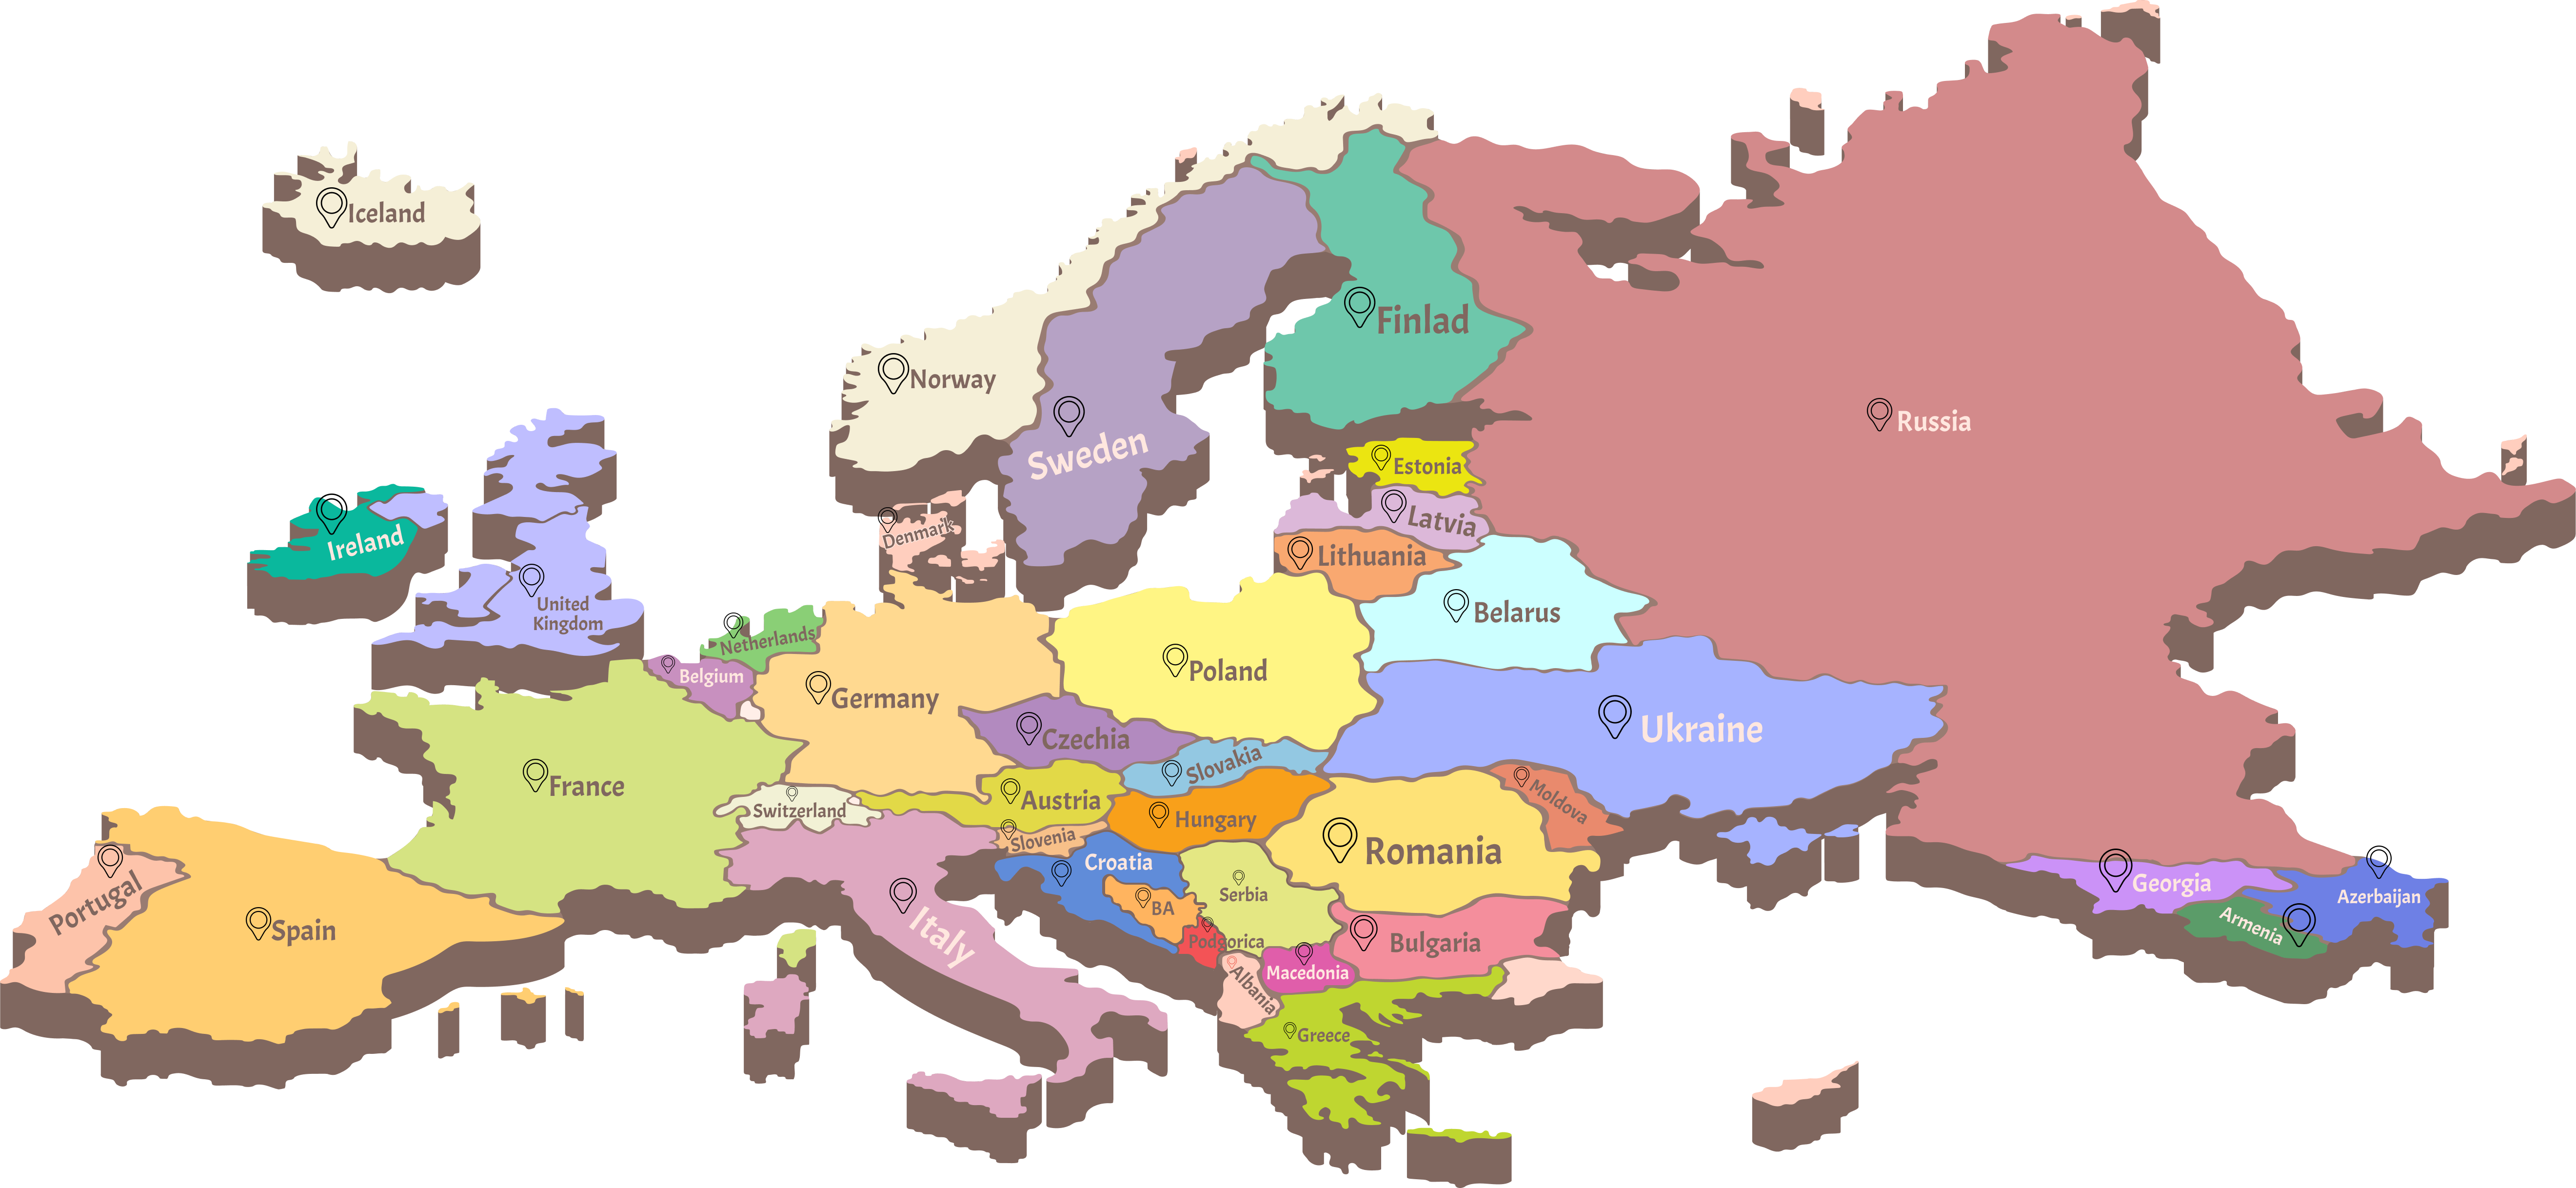 Iceland
Norway
Sweden
Finlad
Russia
Estonia
Latvia
Lithuania
Denmark
Ireland
United
Kingdom
Netherlands
Belgium
Germany
Poland
Belarus
Ukraine
Czechia
Slovakia
France
Switzerland
Austria
Hungary
Moldova
Slovenia
Croatia
Romania
Portugal
Spain
Italy
BA
Serbia
Podgorica
Bulgaria
Macedonia
Albania
Greece
Georgia
Armenia
Azerbaijan